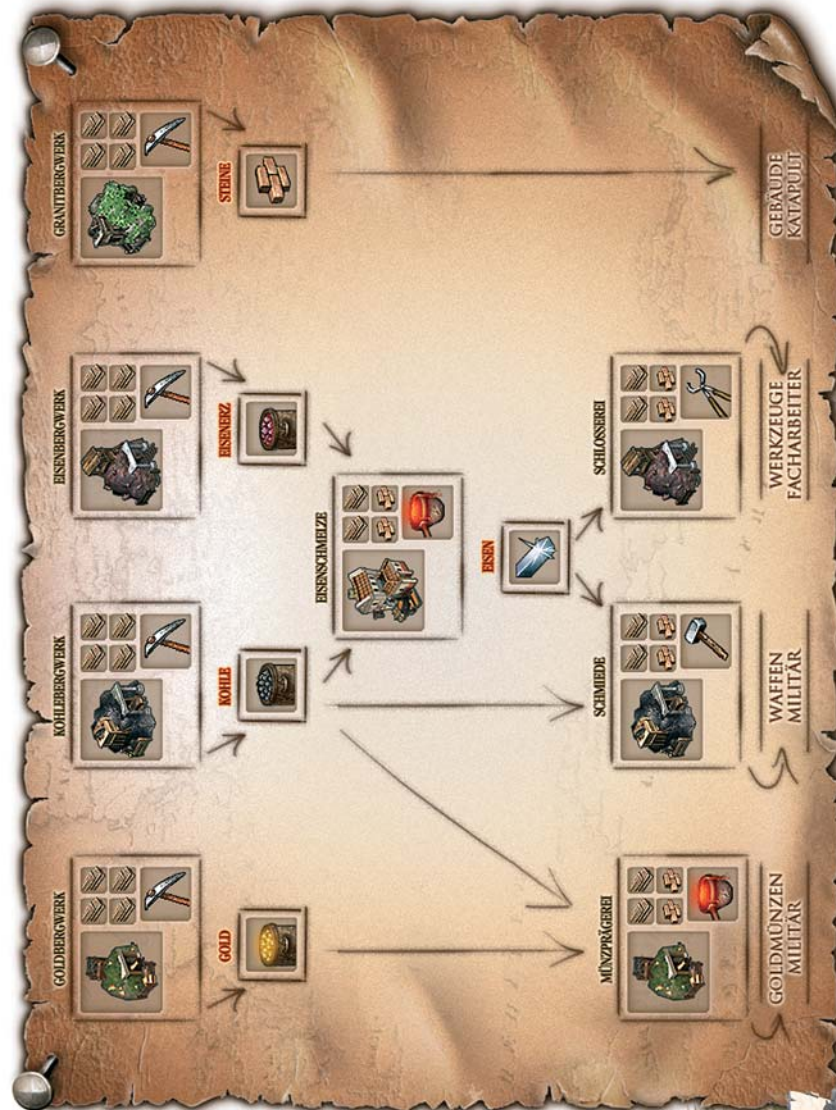 GOLDBERGWERK
KOHLEBERGWERK
EISENBERGWERK
GRANITBERGWERK
GOLD
KOHLE
EISENERZ
STEINE
EISENSCHMELZE
EISEN
MÜNZPRÄGEREI
SCHMIEDE
SCHLOSSEREI
GOLDMÜNZEN
MILITÄR
WAFFEN
MILITÄR
WERKZEUGE
FACHARBEITER
GEBÄUDE
KATAPULT